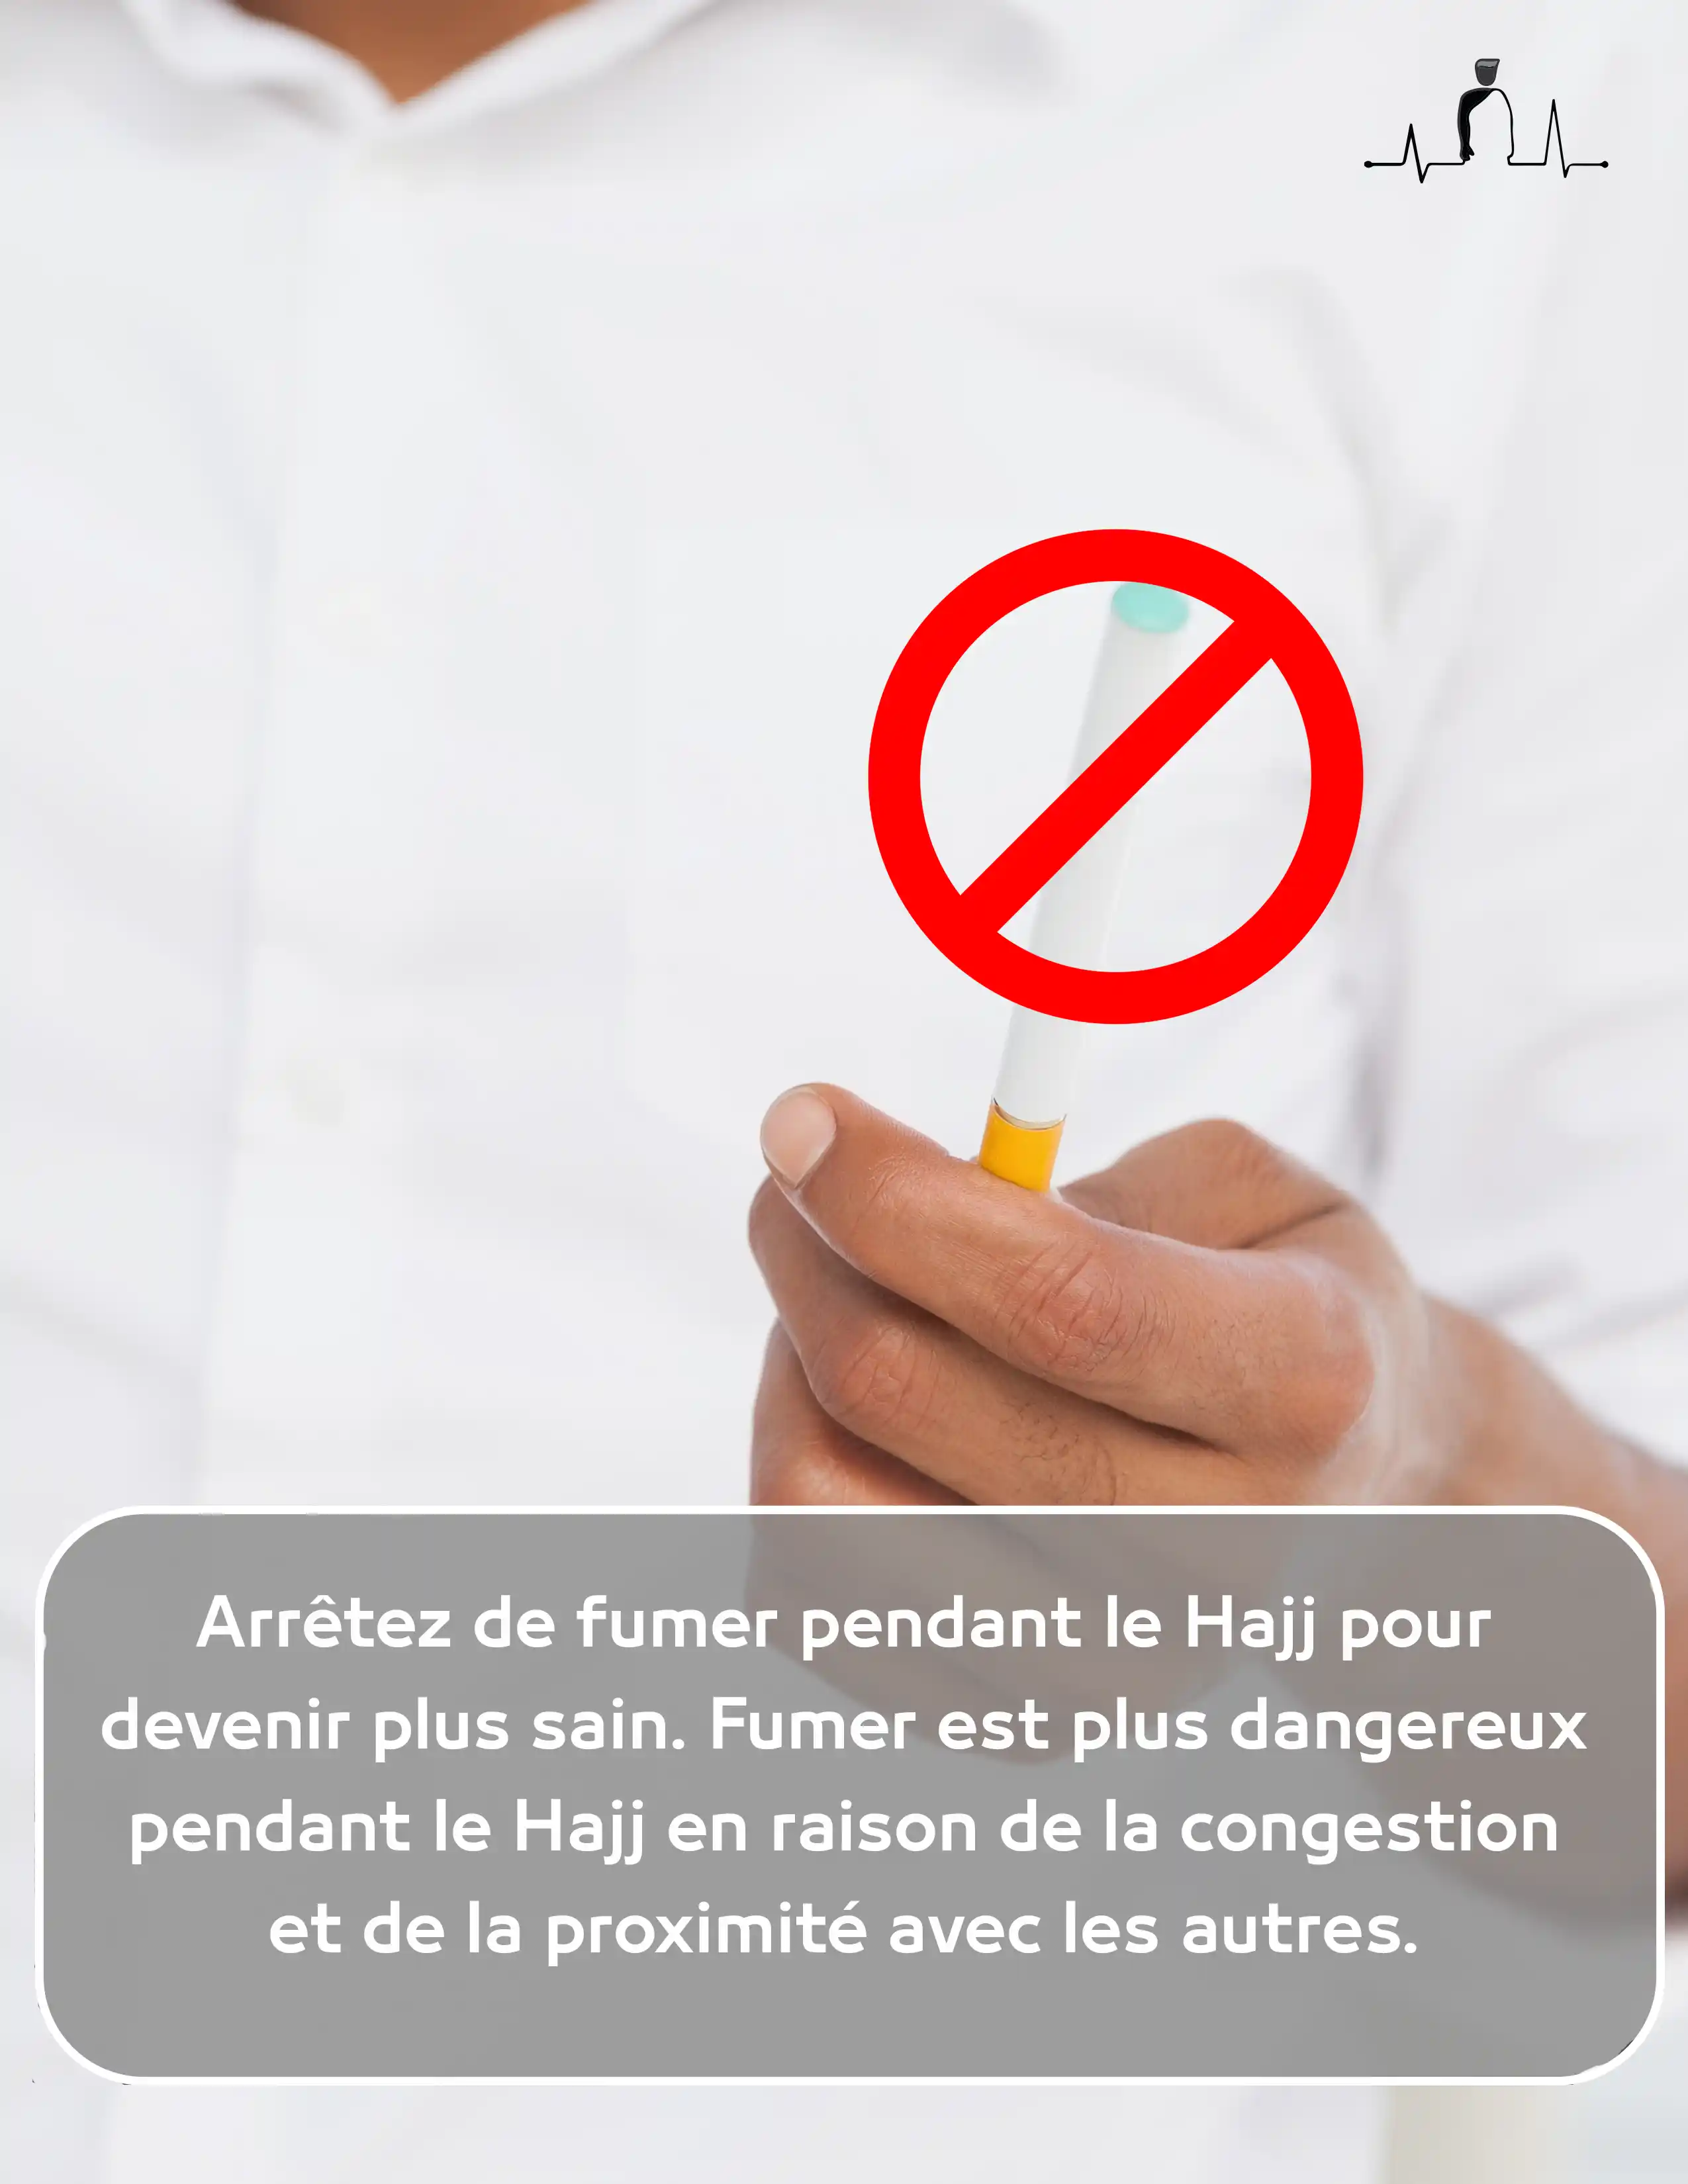 Arrêtez de fumer pendant le Hajj pour
devenir plus sain. Fumer est plus dangereux
pendant le Hajj en raison de la congestion
et de la proximité avec les autres.